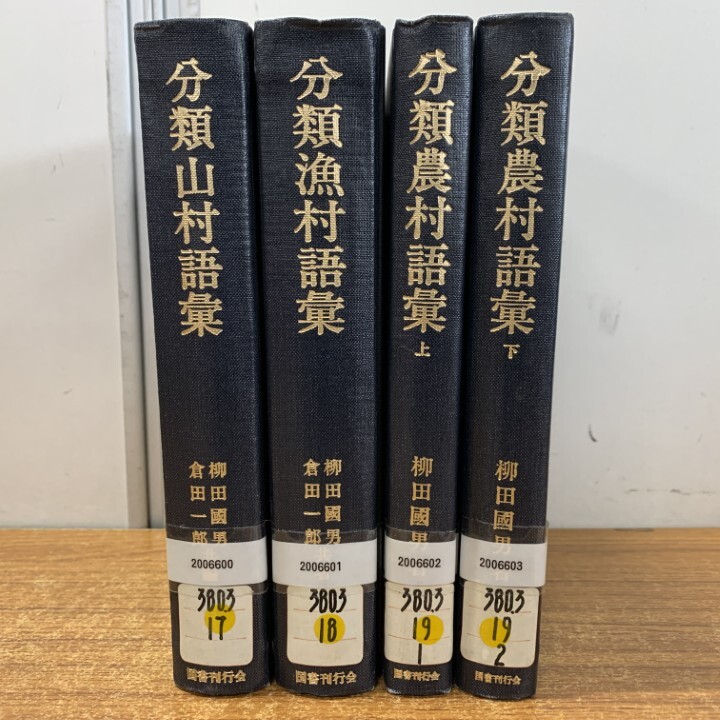 分類山村語彙
柳田國男
倉田一郎
2006600
380.3
17
国書刊行会
分類漁村語彙
柳田國男
倉田一郎
2006601
380.3
18
国書刊行会
分類農村語彙
上
柳田國男
2006602
380.3
19
1
国書刊行会
分類農村語彙
下
柳田國男
2006603
380.3
19
2
国書刊行会